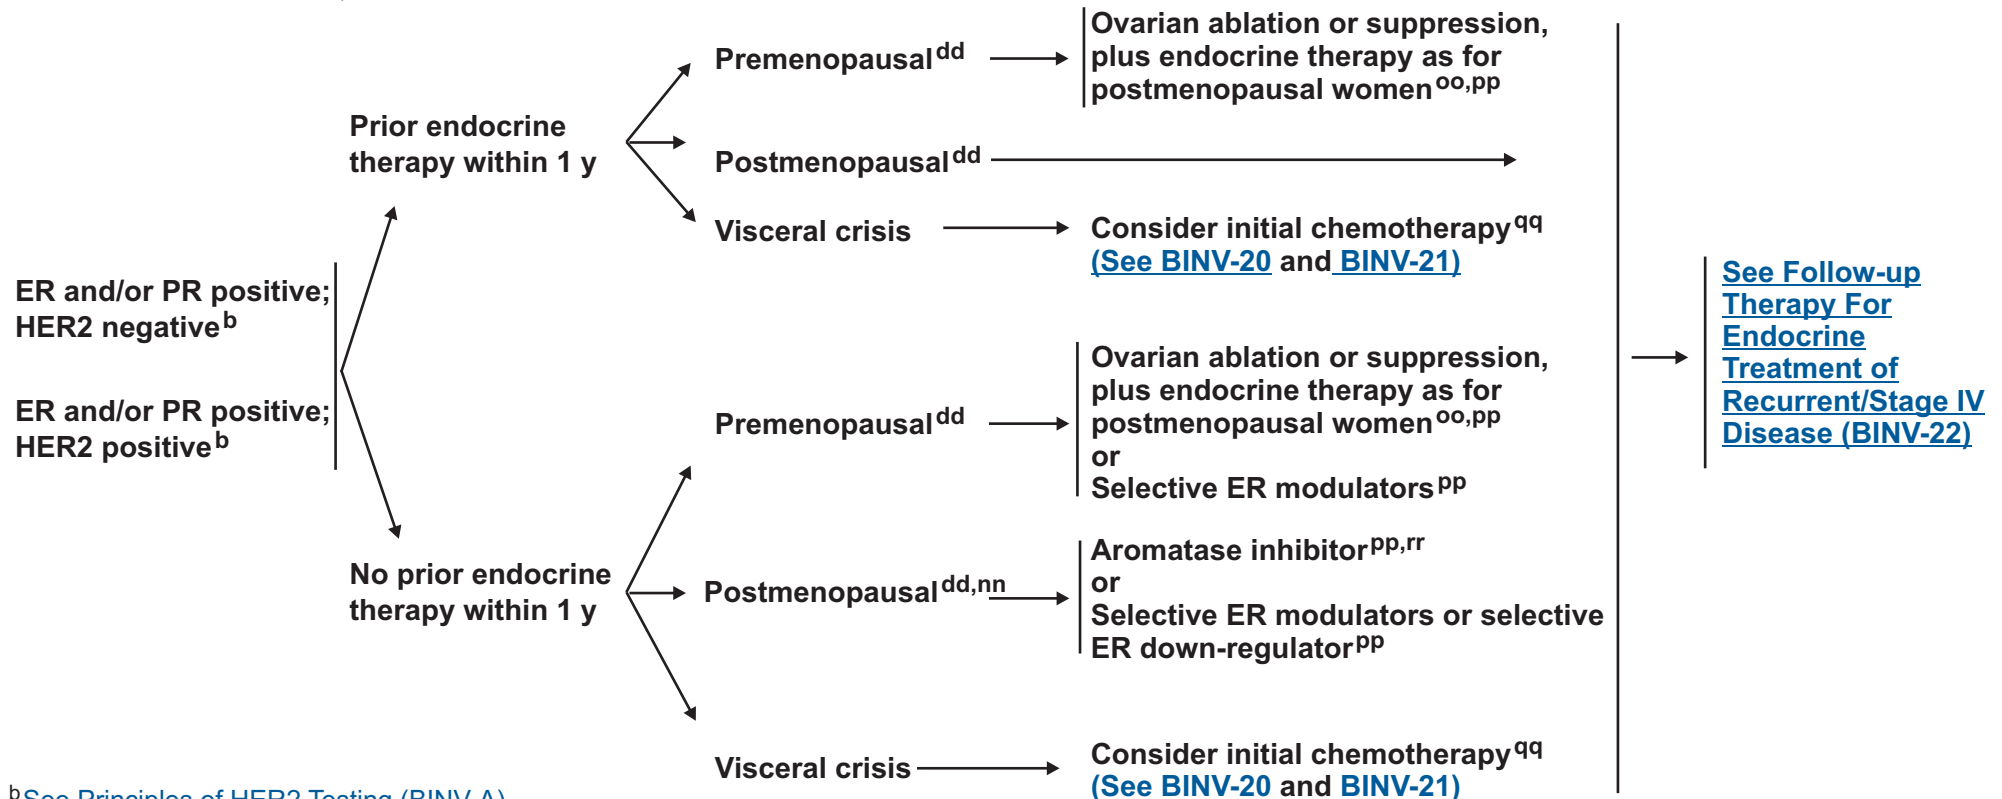 Prior endocrine
therapy within 1 y
Premenopausal dd
Ovarian ablation or suppression,
plus endocrine therapy as for
postmenopausal women oo,pp
Postmenopausal dd
Visceral crisis
Consider initial chemotherapy qq
(See BINV-20 and BINV-21)
ER and/or PR positive;
HER2 negative b
ER and/or PR positive;
HER2 positive b
No prior endocrine
therapy within 1 y
Premenopausal dd
Ovarian ablation or suppression,
plus endocrine therapy as for
postmenopausal women oo,pp
or
Selective ER modulators pp
Postmenopausal dd,nn
Aromatase inhibitor pp,rr
or
Selective ER modulators or selective
ER down-regulator pp
Visceral crisis
Consider initial chemotherapy qq
(See BINV-20 and BINV-21)
See Follow-up
Therapy For
Endocrine
Treatment of
Recurrent/Stage IV
Disease (BINV-22)
b See Principles of HER2 Testing (BINV-A)